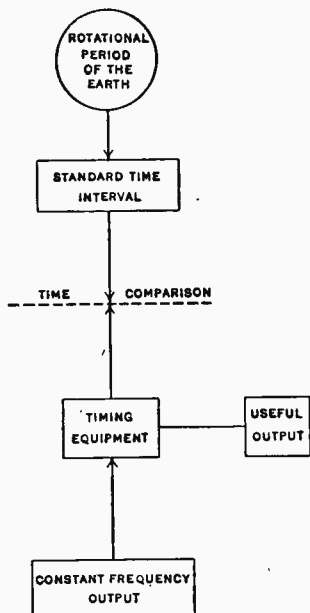 ROTATIONAL
PERIOD
OF THE
EARTH
STANDARD TIME
INTERVAL
TIME COMPARISON
TIMING
EQUIPMENT
USEFUL
OUTPUT
CONSTANT FREQUENCY
OUTPUT